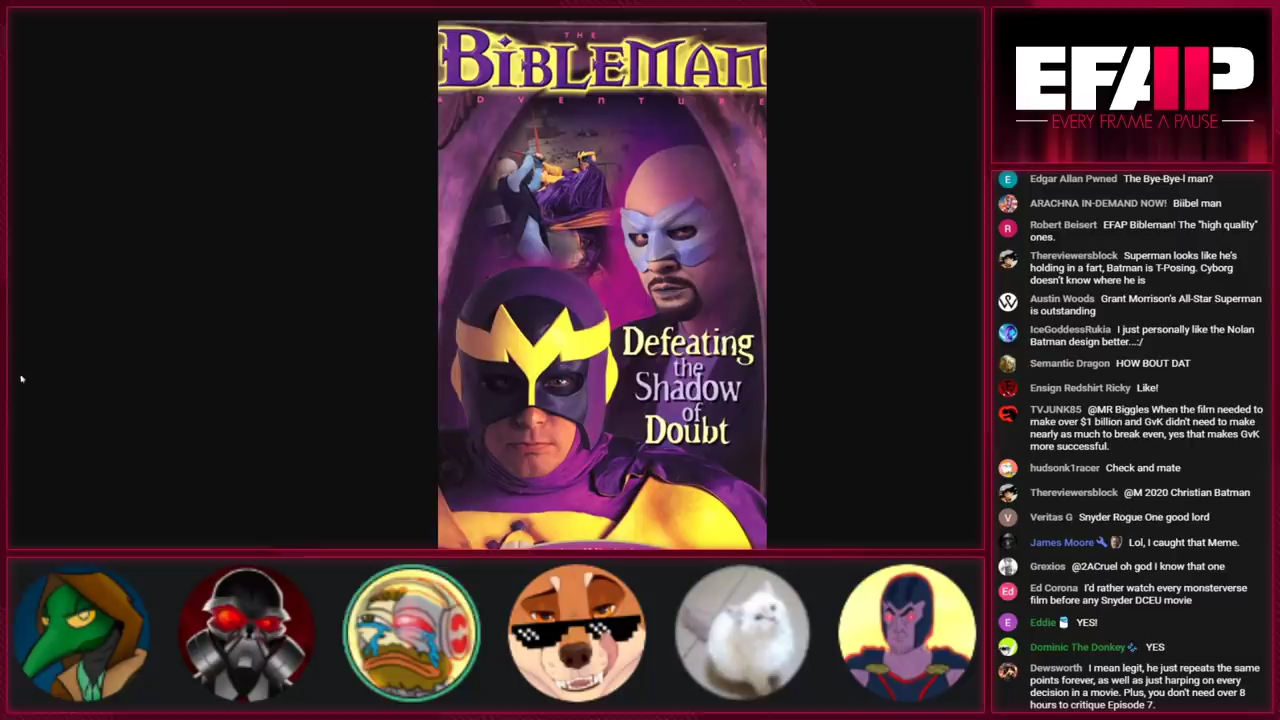 THE
BIBLEMAN
ADVENTURE
Defeating
the
Shadow
of
Doubt
EFAP
EVERY FRAME A PAUSE
E Edgar Allan Pwned The Bye-Bye-l man?
ARACHNA IN-DEMAND NOW! Biibel man
R Robert Beisert EFAP Bibleman! The "high quality"
ones.
Thereviewersblock Superman looks like he's
holding in a fart, Batman is T-Posing. Cyborg
doesn't know where he is
W Austin Woods Grant Morrison's All-Star Superman
is outstanding
IceGoddessRukia I just personally like the Nolan
Batman design better...:/
Semantic Dragon HOW BOUT DAT
Ensign Redshirt Ricky Like!
TVJUNK85 @MR Biggles When the film needed to
make over $1 billion and GvK didn't need to make
nearly as much to break even, yes that makes GvK
more successful.
hudsonk1racer Check and mate
Thereviewersblock @M 2020 Christian Batman
V Veritas G Snyder Rogue One good lord
James Moore Lol, I caught that Meme.
Grexios @2ACruel oh god I know that one
Ed Ed Corona I'd rather watch every monsterverse
film before any Snyder DCEU movie
E Eddie YES!
Dominic The Donkey YES
Dewsworth I mean legit, he just repeats the same
points forever, as well as just harping on every
decision in a movie. Plus, you don't need over 8
hours to critique Episode 7.